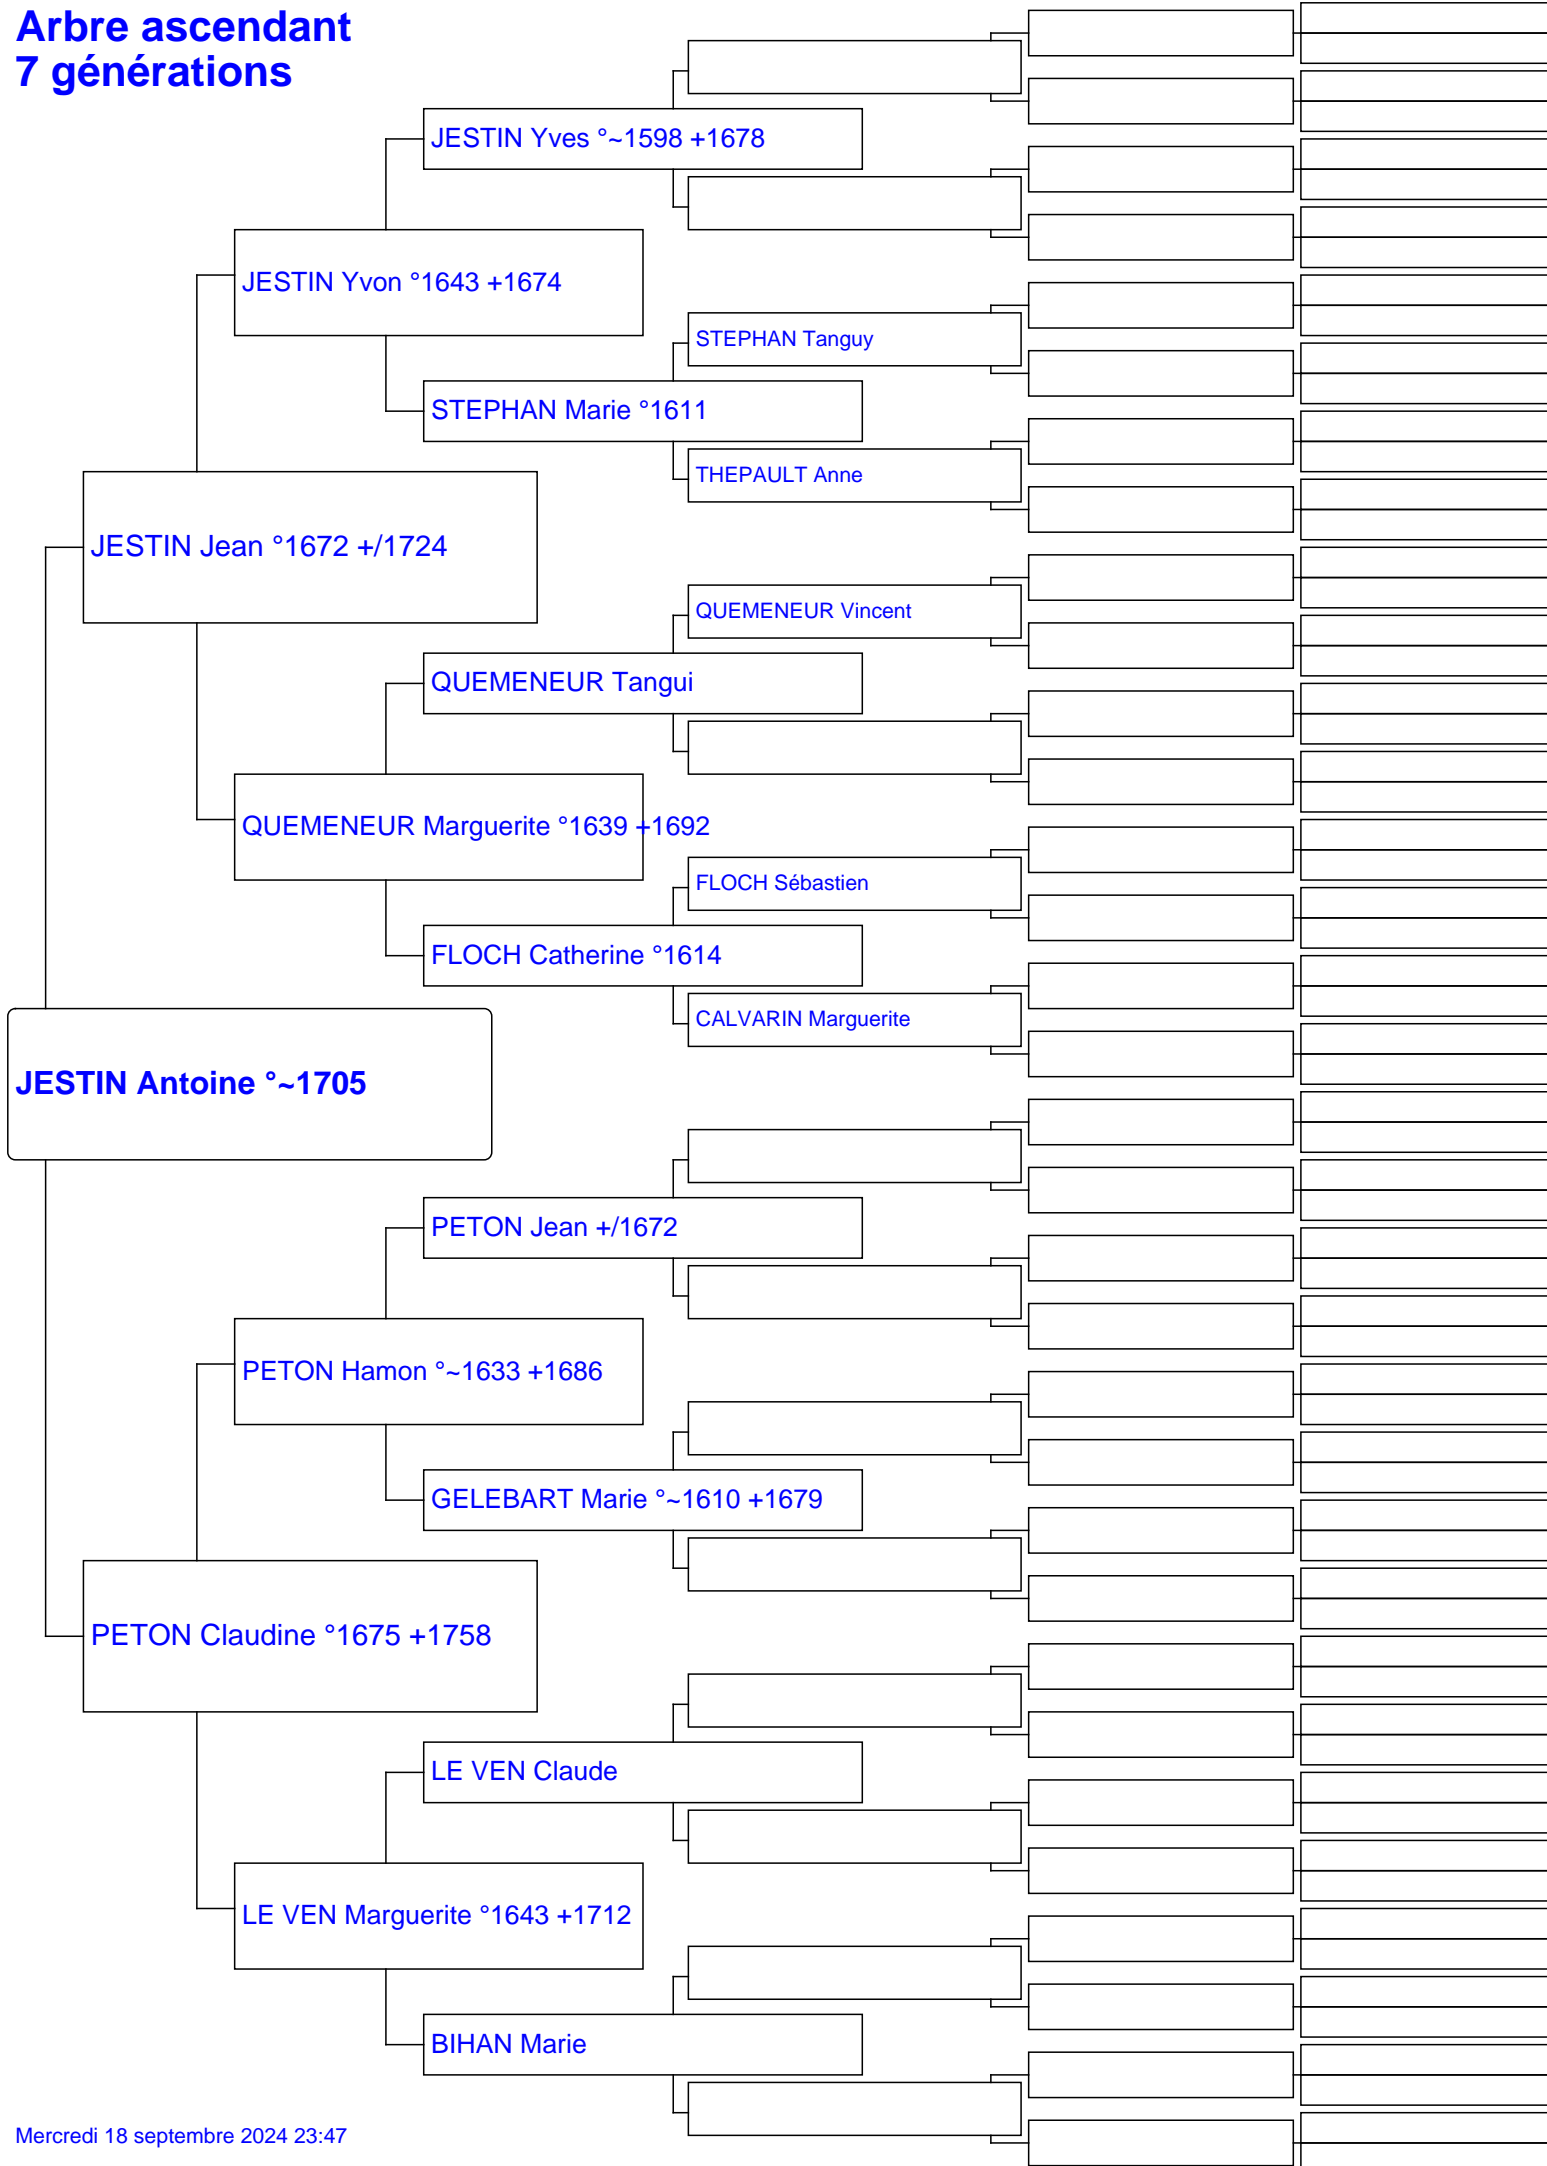 Arbre ascendant
7 générations
JESTIN Yves °~1598 +1678
JESTIN Yvon °1643 +1674
STEPHAN Tanguy
STEPHAN Marie °1611
THEPAULT Anne
JESTIN Jean °1672 +/1724
QUEMENEUR Vincent
QUEMENEUR Tangui
QUEMENEUR Marguerite °1639 +1692
FLOCH Sébastien
FLOCH Catherine °1614
CALVARIN Marguerite
JESTIN Antoine °~1705
PETON Jean +/1672
PETON Hamon °~1633 +1686
GELEBART Marie °~1610 +1679
PETON Claudine °1675 +1758
LE VEN Claude
LE VEN Marguerite °1643 +1712
BIHAN Marie
Mercredi 18 septembre 2024 23:47